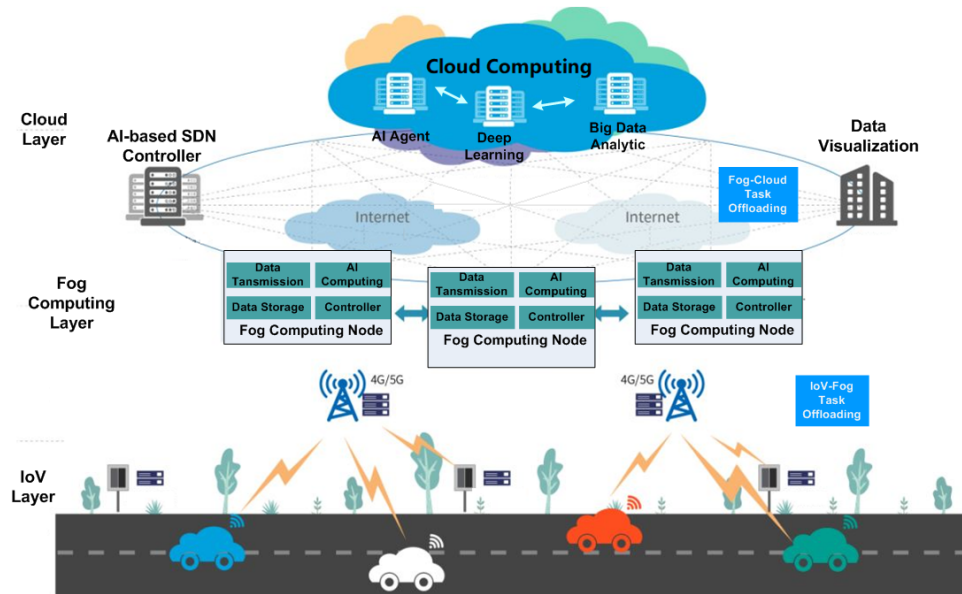 Cloud Computing
Cloud
Layer
AI-based SDN
Controller
AI Agent
Deep
Learning
Big Data
Analytic
Data
Visualization
Fog-Cloud
Task
Offloading
Internet
Internet
Fog
Computing
Layer
Data
Tansmission
AI
Computing
Data Storage
Controller
Fog Computing Node
Data
Tansmission
AI
Computing
Data Storage
Controller
Fog Computing Node
Data
Tansmission
AI
Computing
Data Storage
Controller
Fog Computing Node
4G/5G
4G/5G
IoV-Fog
Task
Offloading
IoV
Layer